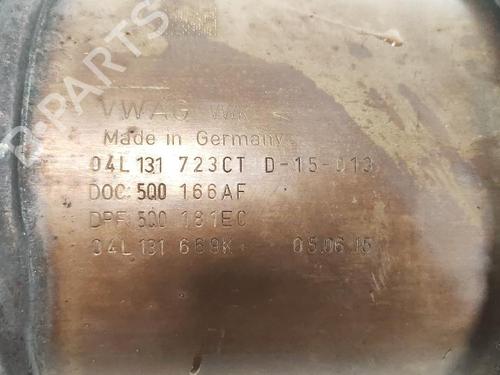 B-PARTS
VWAG
Made in Germany
04L 131 723CT D-15-013
DOC 5Q0 166AF
DPF 5Q0 181EC
04L 131 669K 05.06.15